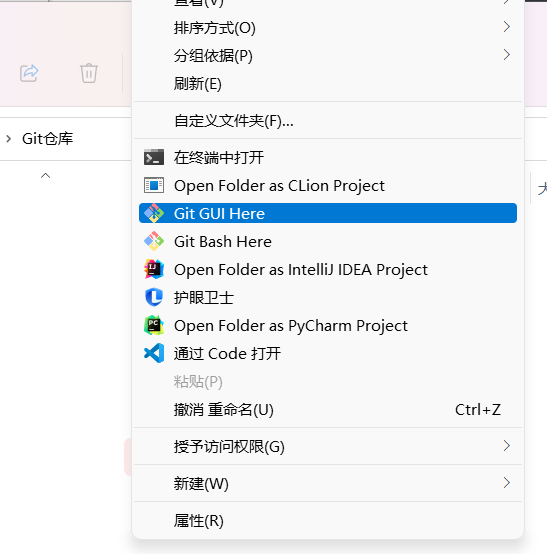 查看(V)
排序方式(O)
分组依据(P)
刷新(E)
自定义文件夹(F)...
Git仓库
在终端中打开
Open Folder as CLion Project
Git GUI Here
Git Bash Here
Open Folder as IntelliJ IDEA Project
护眼卫士
Open Folder as PyCharm Project
通过 Code 打开
粘贴(P)
撤消 重命名(U) Ctrl+Z
授予访问权限(G)
新建(W)
属性(R)